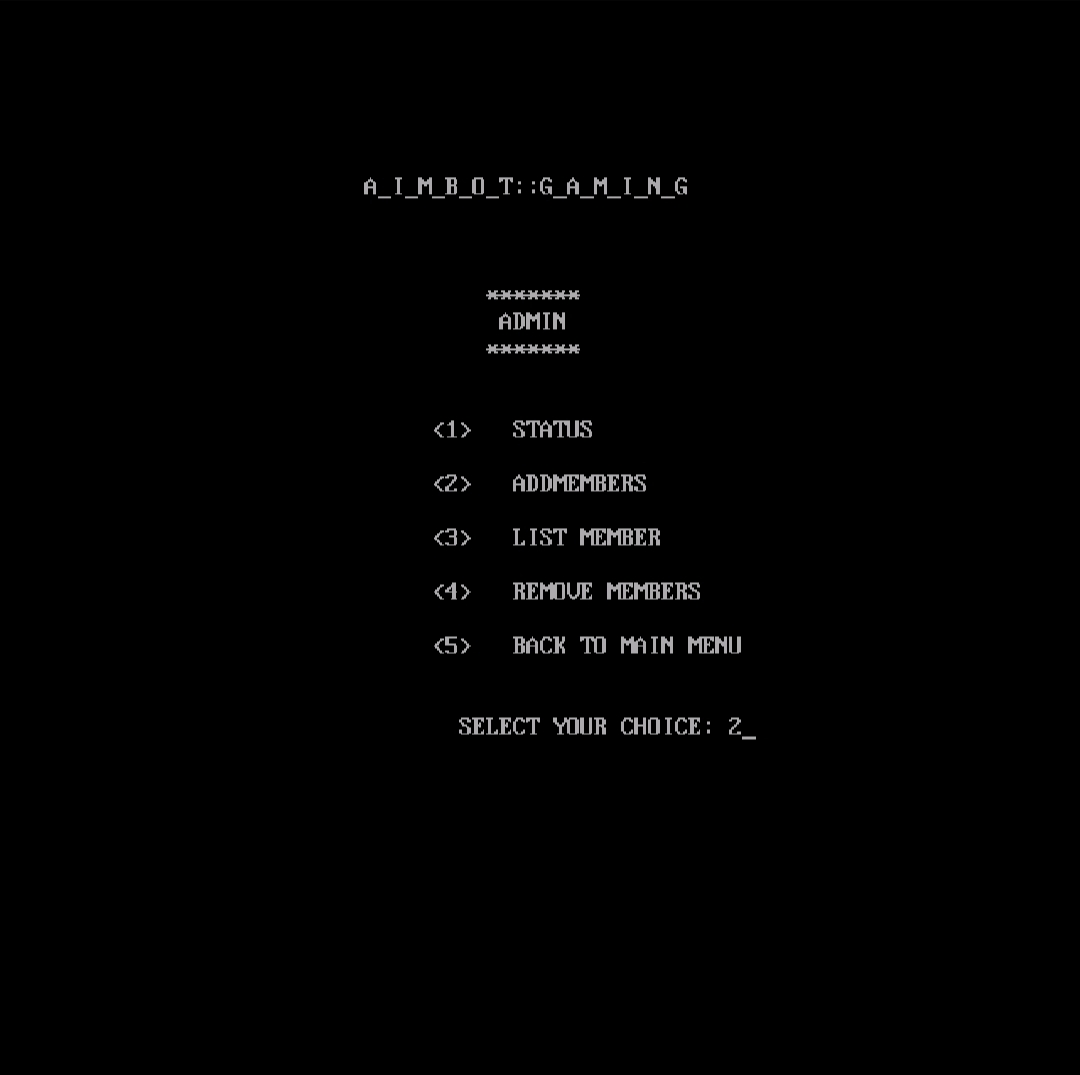 A_I_M_B_O_T::G_A_M_I_N_G
*******
ADMIN
*******
<1> STATUS
<2> ADDMEMBERS
<3> LIST MEMBER
<4> REMOVE MEMBERS
<5> BACK TO MAIN MENU
SELECT YOUR CHOICE: 2_